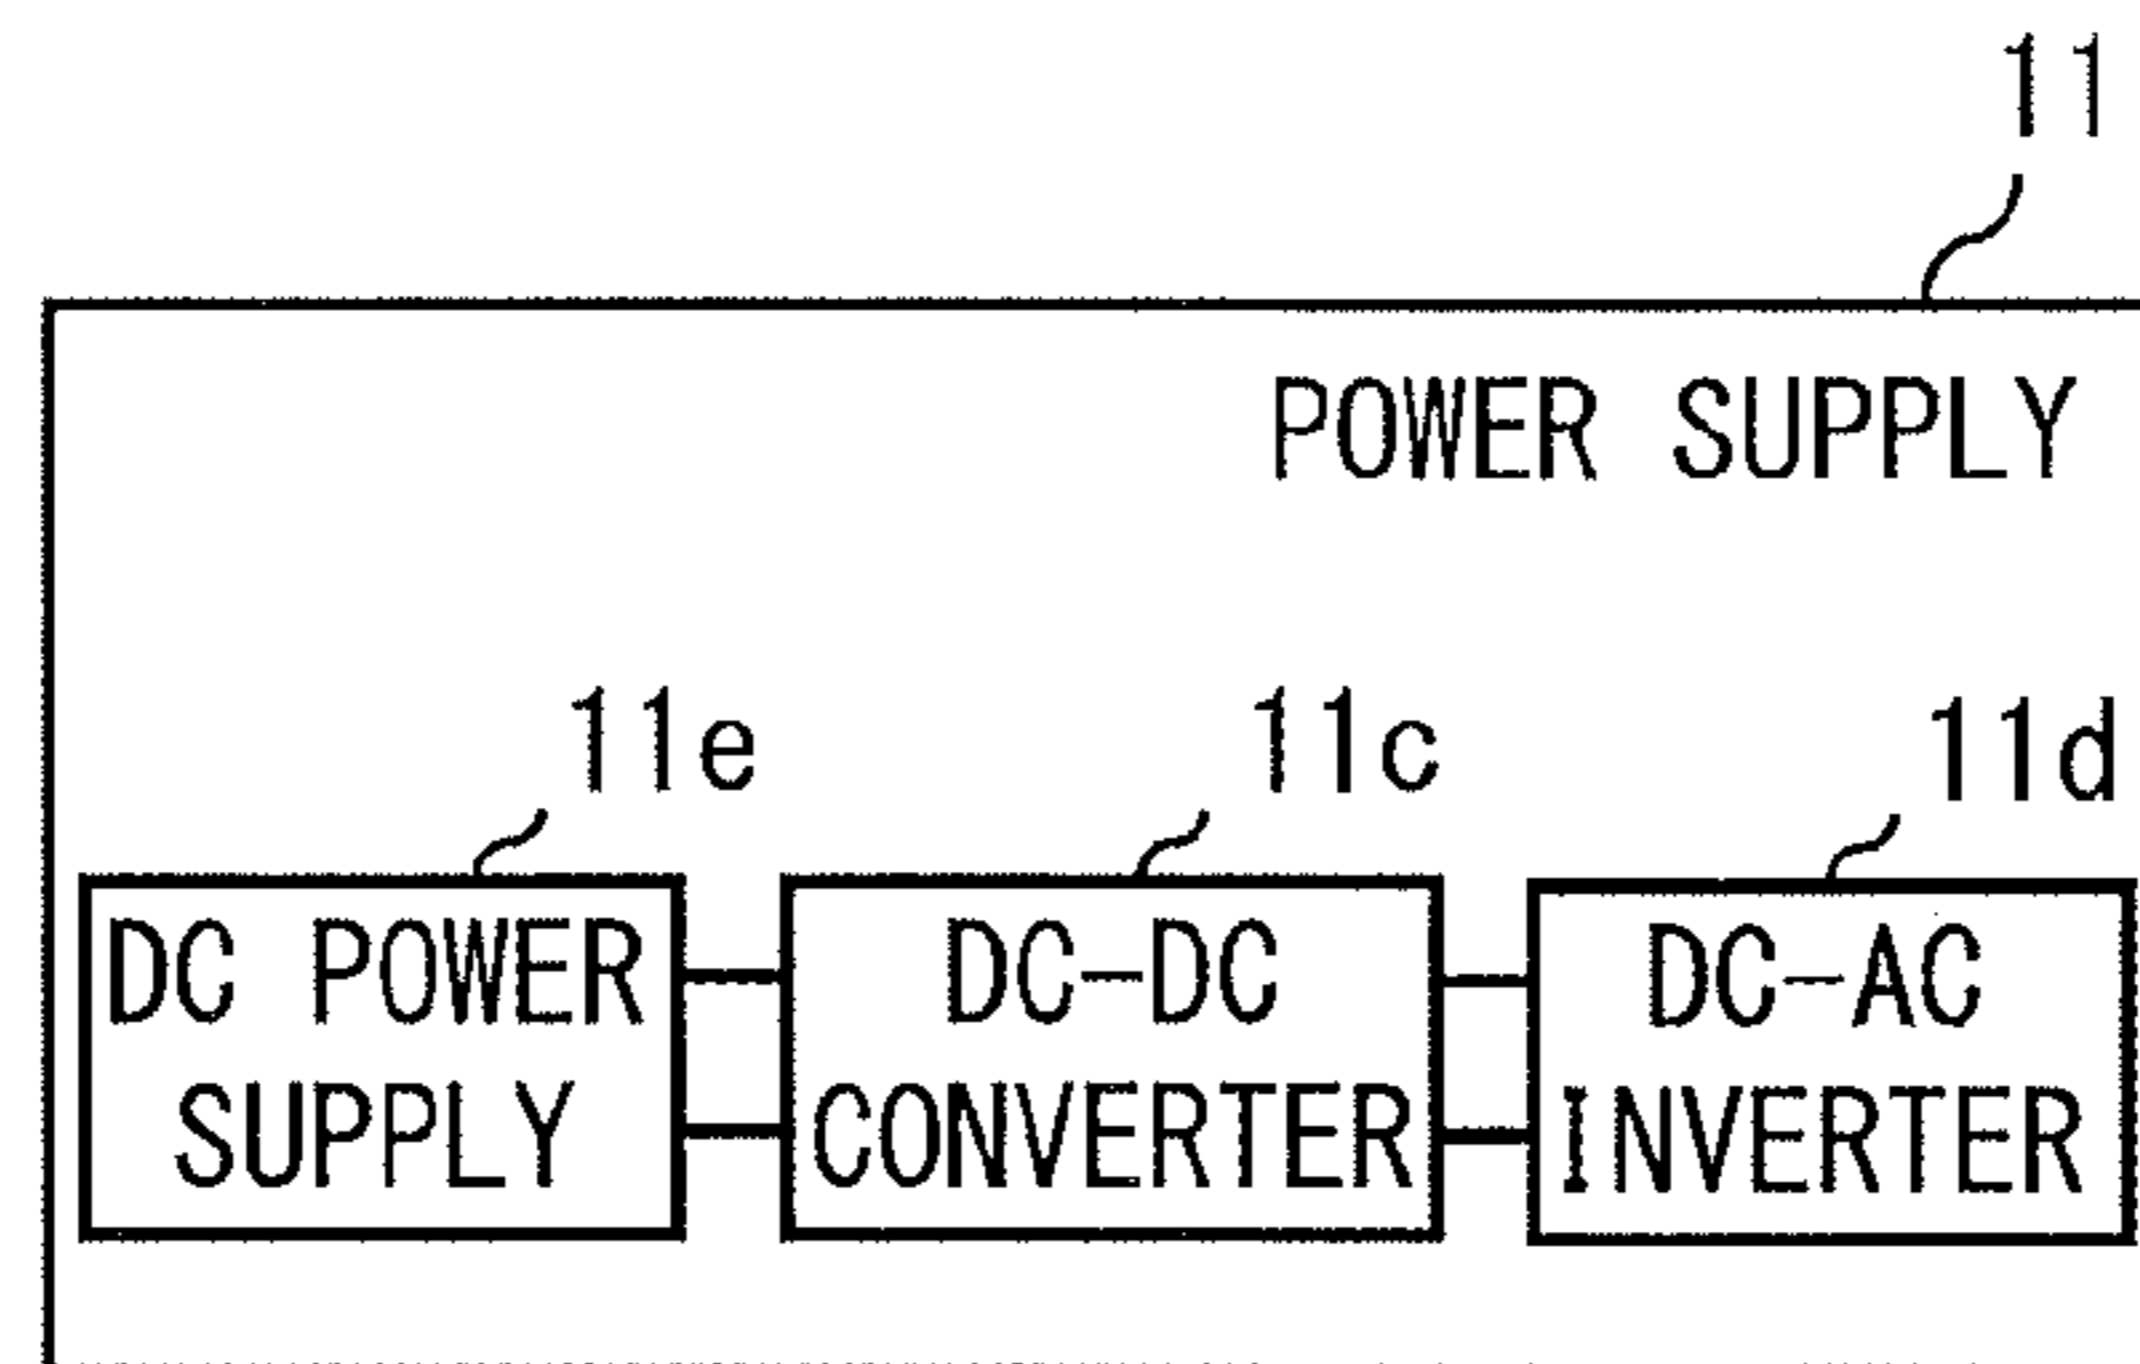 11
POWER SUPPLY
11e
11c
11d
DC POWER
SUPPLY
DC-DC
CONVERTER
DC-AC
INVERTER